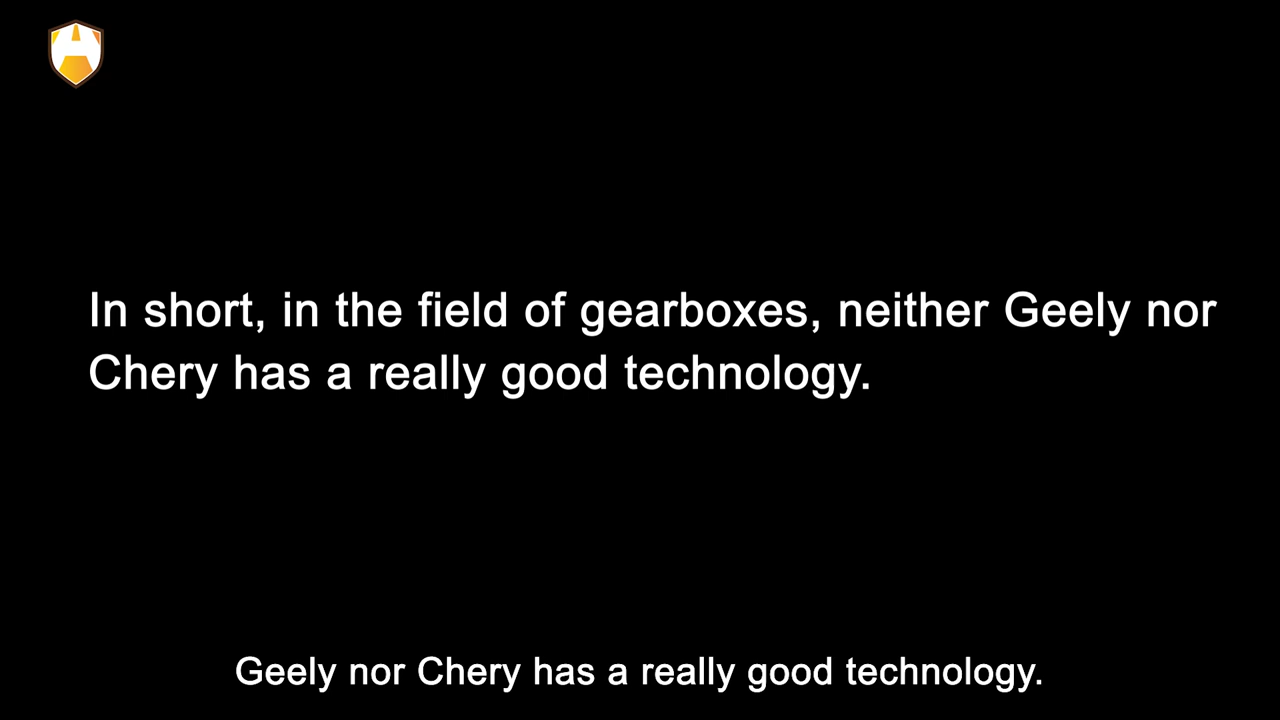 In short, in the field of gearboxes, neither Geely nor
Chery has a really good technology.
Geely nor Chery has a really good technology.